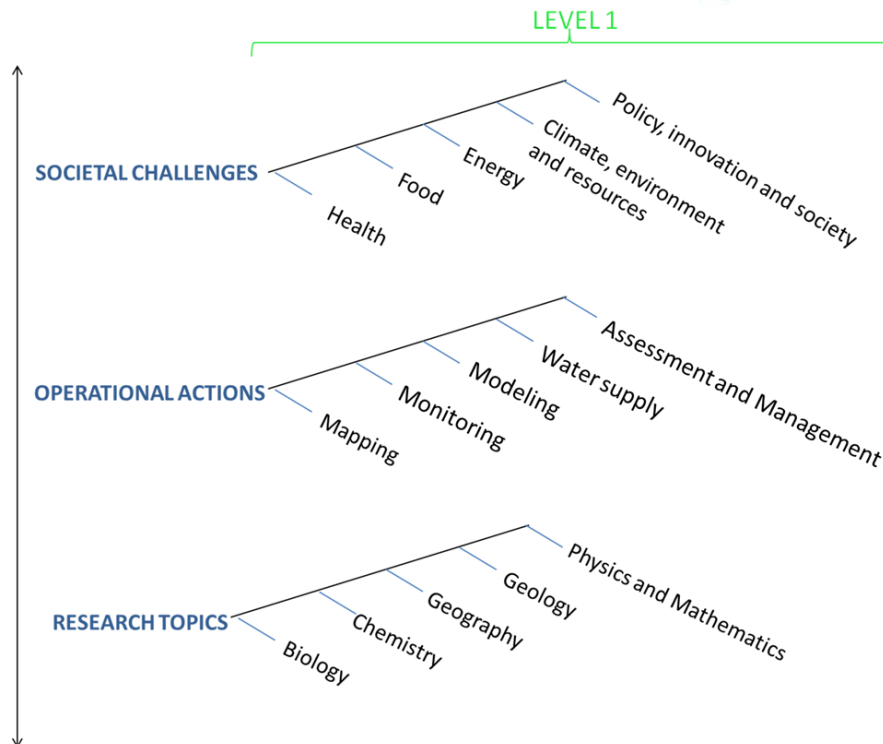 LEVEL 1
SOCIETAL CHALLENGES
Health
Food
Energy
Climate, environment
and resources
Policy, innovation and society
OPERATIONAL ACTIONS
Mapping
Monitoring
Modeling
Water supply
Assessment and Management
RESEARCH TOPICS
Biology
Chemistry
Geography
Geology
Physics and Mathematics